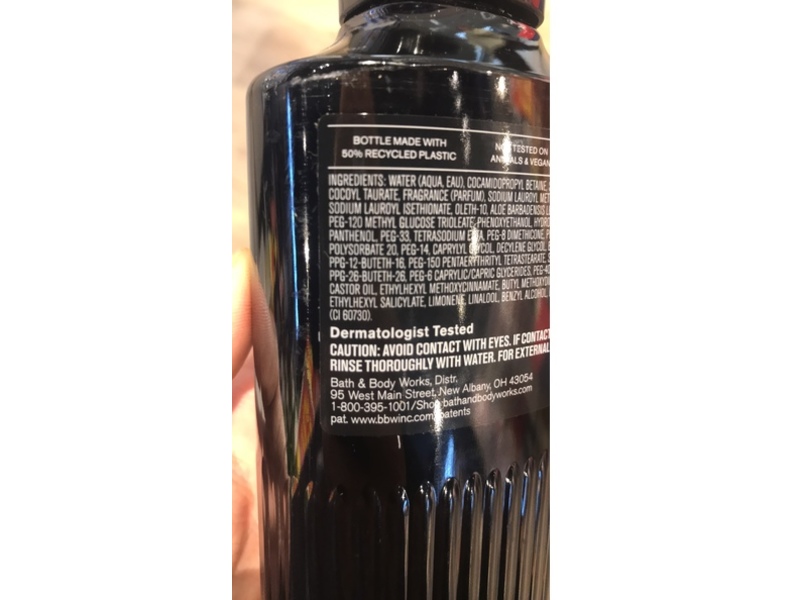 BOTTLE MADE WITH
50% RECYCLED PLASTIC
NOT TESTED ON
ANIMALS & VEGAN
INGREDIENTS: WATER (AQUA, EAU), COCAMIDOPROPYL BETAINE,
COCOYL TAURATE, FRAGRANCE (PARFUM), SODIUM LAUROYL
SODIUM LAUROYL ISETHIONATE, OLETH-10, ALOE BARBADENSIS
PEG-120 METHYL GLUCOSE TRIOLEATE, PHENOXYETHANOL,
PANTHENOL, PEG-33, TETRASODIUM EDTA, PEG-8 DIMETHICONE,
POLYSORBATE 20, PEG-14, CAPRYLYL GLYCOL, DECYLENE GLYCOL,
PPG-12-BUTETH-16, PEG-150 PENTAERYTHRITYL TETRASTEARATE,
PPG-26-BUTETH-26, PEG-6 CAPRYLIC/CAPRIC GLYCERIDES,
CASTOR OIL, ETHYLHEXYL METHOXYCINNAMATE, BUTYL
ETHYLHEXYL SALICYLATE, LIMONENE, LINALOOL, BENZYL ALCOHOL,
(CI 60730).
Dermatologist Tested
CAUTION: AVOID CONTACT WITH EYES. IF CONTACT
RINSE THOROUGHLY WITH WATER. FOR EXTERNAL
Bath & Body Works, Distr.
95 West Main Street, New Albany, OH 43054
1-800-395-1001/Shop bathandbodyworks.com
pat. www.bbwinc.com/patents